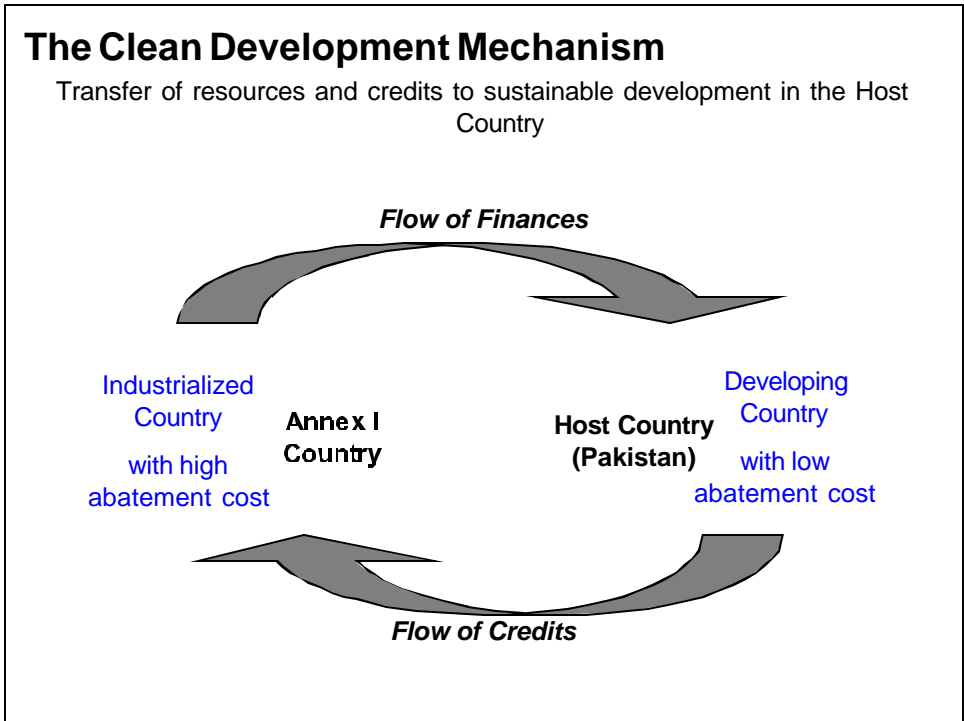 The Clean Development Mechanism
Transfer of resources and credits to sustainable development in the Host
Country
Flow of Finances
Industrialized
Country
with high
abatement cost
Annex I
Country
Host Country
(Pakistan)
Developing
Country
with low
abatement cost
Flow of Credits